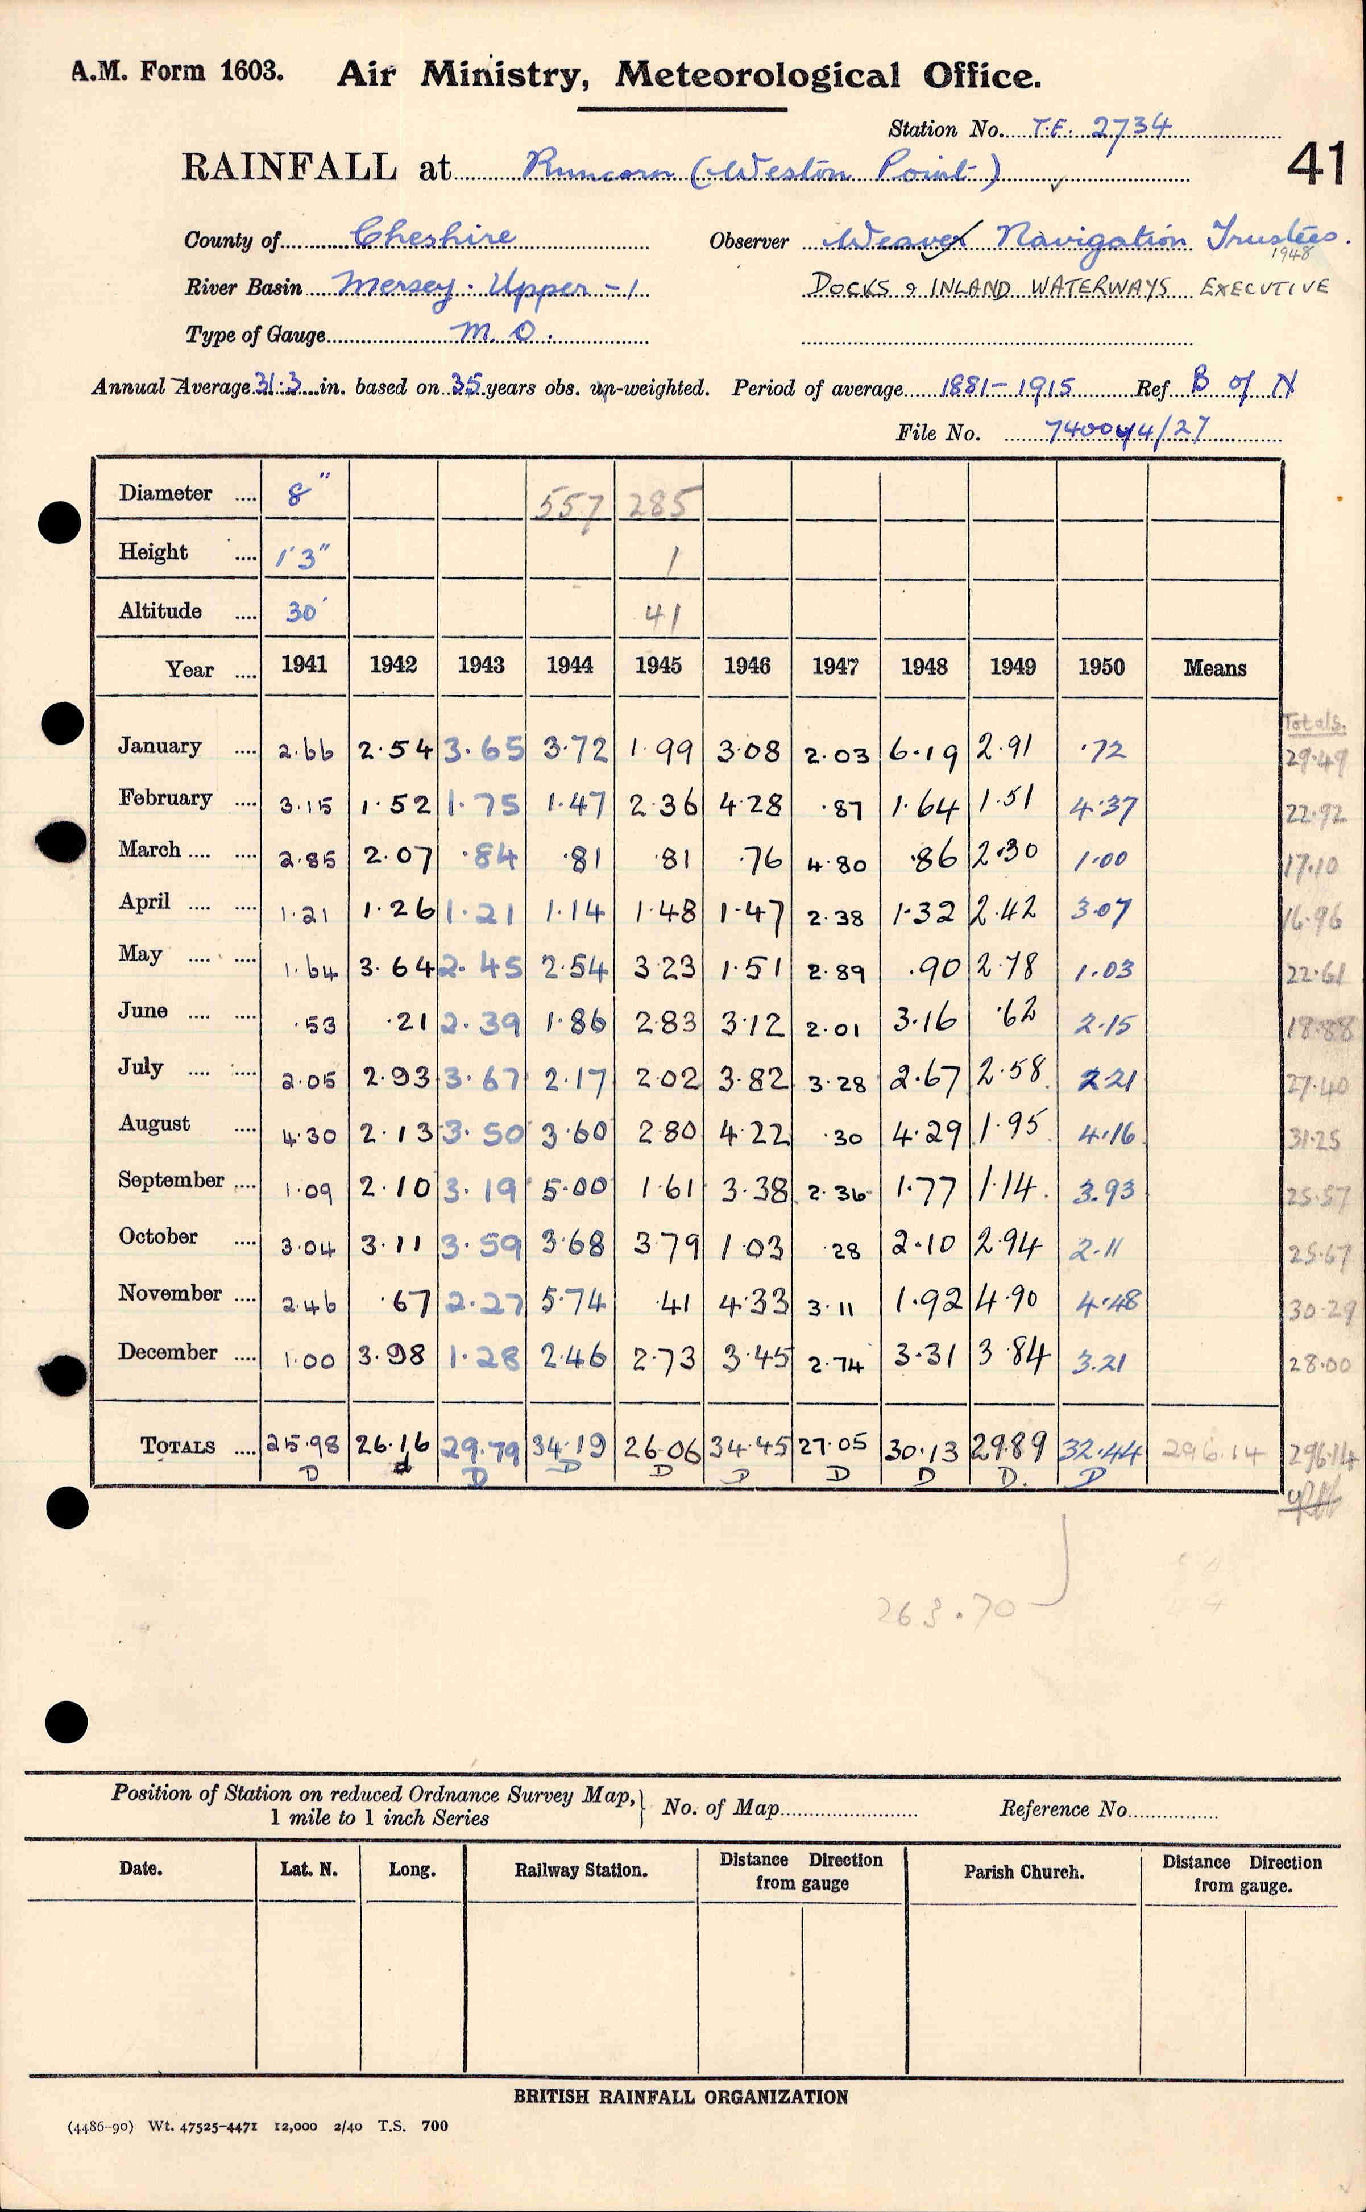 A.M. Form 1603. Air Ministry, Meteorological Office.
Station No. T.F. 2734
41
RAINFALL at Runcorn (Weston Point)
County of Cheshire Observer Weaver Navigation Trustees.
1948
River Basin Mersey. Upper - 1 DOCKS & INLAND WATERWAYS EXECUTIVE
Type of Gauge M.O.
Annual Average 31.3 in. based on 35 years obs. un-weighted. Period of average 1881-1915 Ref B of N
File No. 740044/27
Diameter .... 8" 557 285
Height .... 1'3" 1
Altitude .... 30' 41
Year .... 1941 1942 1943 1944 1945 1946 1947 1948 1949 1950 Means
Totals.
January .... 2.66 2.54 3.65 3.72 1.99 3.08 2.03 6.19 2.91 .72 29.49
February .... 3.15 1.52 1.75 1.47 2.36 4.28 .87 1.64 1.51 4.37 22.92
March .... .... 2.85 2.07 .84 .81 .81 .76 4.80 .86 2.30 1.00 17.10
April .... .... 1.21 1.26 1.21 1.14 1.48 1.47 2.38 1.32 2.42 3.07 16.96
May .... .... 1.64 3.64 2.45 2.54 3.23 1.51 2.89 .90 2.78 1.03 22.61
June .... .... .53 .21 2.39 1.86 2.83 3.12 2.01 3.16 .62 2.15 18.88
July .... .... 2.05 2.93 3.67 2.17 2.02 3.82 3.28 2.67 2.58 2.21 27.40
August .... 4.30 2.13 3.50 3.60 2.80 4.22 .30 4.29 1.95 4.16 31.25
September .... 1.09 2.10 3.19 5.00 1.61 3.38 2.36 1.77 1.14 3.93 25.57
October .... 3.04 3.11 3.59 3.68 3.79 1.03 .28 2.10 2.94 2.11 25.67
November .... 2.46 .67 2.27 5.74 .41 4.33 3.11 1.92 4.90 4.48 30.29
December .... 1.00 3.98 1.28 2.46 2.73 3.45 2.74 3.31 3.84 3.21 28.00
TOTALS .... 25.98 26.16 29.79 34.19 26.06 34.45 27.05 30.13 29.89 32.44 296.14 296.14
D d D D D D D D D. D
263.70
Position of Station on reduced Ordnance Survey Map, } No. of Map Reference No
1 mile to 1 inch Series
Date. Lat. N. Long. Railway Station. Distance Direction from gauge Parish Church. Distance Direction from gauge.
BRITISH RAINFALL ORGANIZATION
(4486-90) Wt. 47525-4471 12,000 2/40 T.S. 700